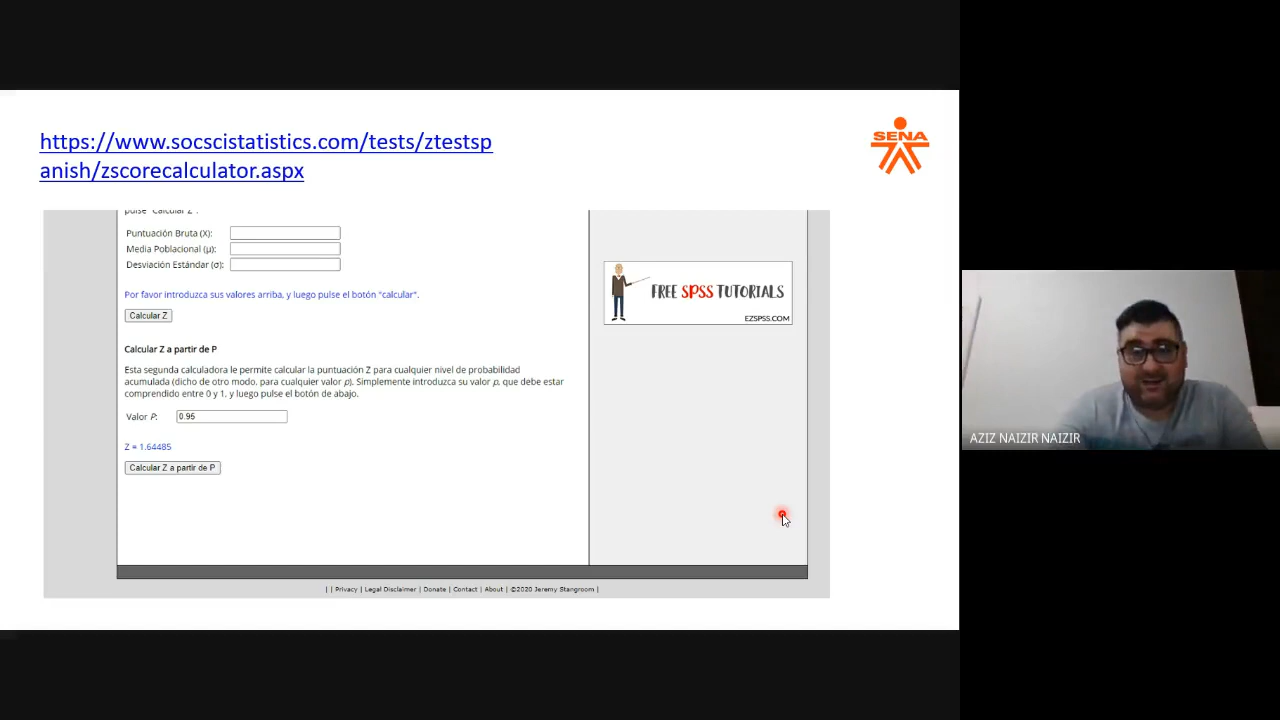 https://www.socscistatistics.com/tests/ztestsp
anish/zscorecalculator.aspx
SENA
pulse "Calcular Z".
Puntuación Bruta (X):
Media Poblacional (μ):
Desviación Estándar (σ):
Por favor introduzca sus valores arriba, y luego pulse el botón "calcular".
Calcular Z
Calcular Z a partir de P
Esta segunda calculadora le permite calcular la puntuación Z para cualquier nivel de probabilidad
acumulada (dicho de otro modo, para cualquier valor p). Simplemente introduzca su valor p, que debe estar
comprendido entre 0 y 1, y luego pulse el botón de abajo.
Valor P: 0.95
Z = 1.64485
Calcular Z a partir de P
FREE SPSS TUTORIALS
EZSPSS.COM
| | Privacy | Legal Disclaimer | Donate | Contact | About | ©2020 Jeremy Stangroom |
AZIZ NAIZIR NAIZIR